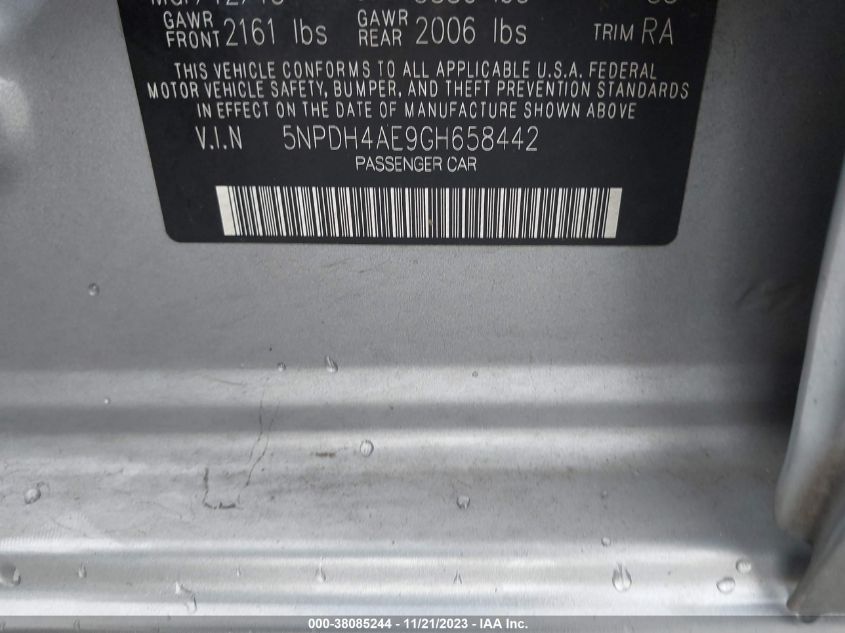 GAWR FRONT 2161 lbs GAWR REAR 2006 lbs TRIM RA
THIS VEHICLE CONFORMS TO ALL APPLICABLE U.S.A. FEDERAL
MOTOR VEHICLE SAFETY, BUMPER, AND THEFT PREVENTION STANDARDS
IN EFFECT ON THE DATE OF MANUFACTURE SHOWN ABOVE
V.I.N 5NPDH4AE9GH658442
PASSENGER CAR
000-38085244 - 11/21/2023 - IAA Inc.